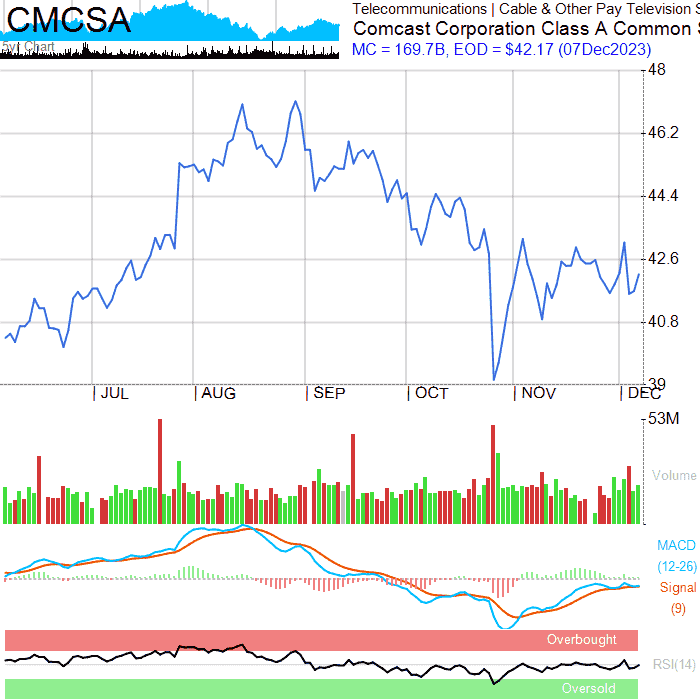 CMCSA
5yr Chart
Telecommunications | Cable & Other Pay Television S
Comcast Corporation Class A Common S
MC = 169.7B, EOD = $42.17 (07Dec2023)
48
46.2
44.4
42.6
40.8
39
JUL
AUG
SEP
OCT
NOV
DEC
53M
Volume
MACD
(12-26)
Signal
(9)
Overbought
RSI(14)
Oversold